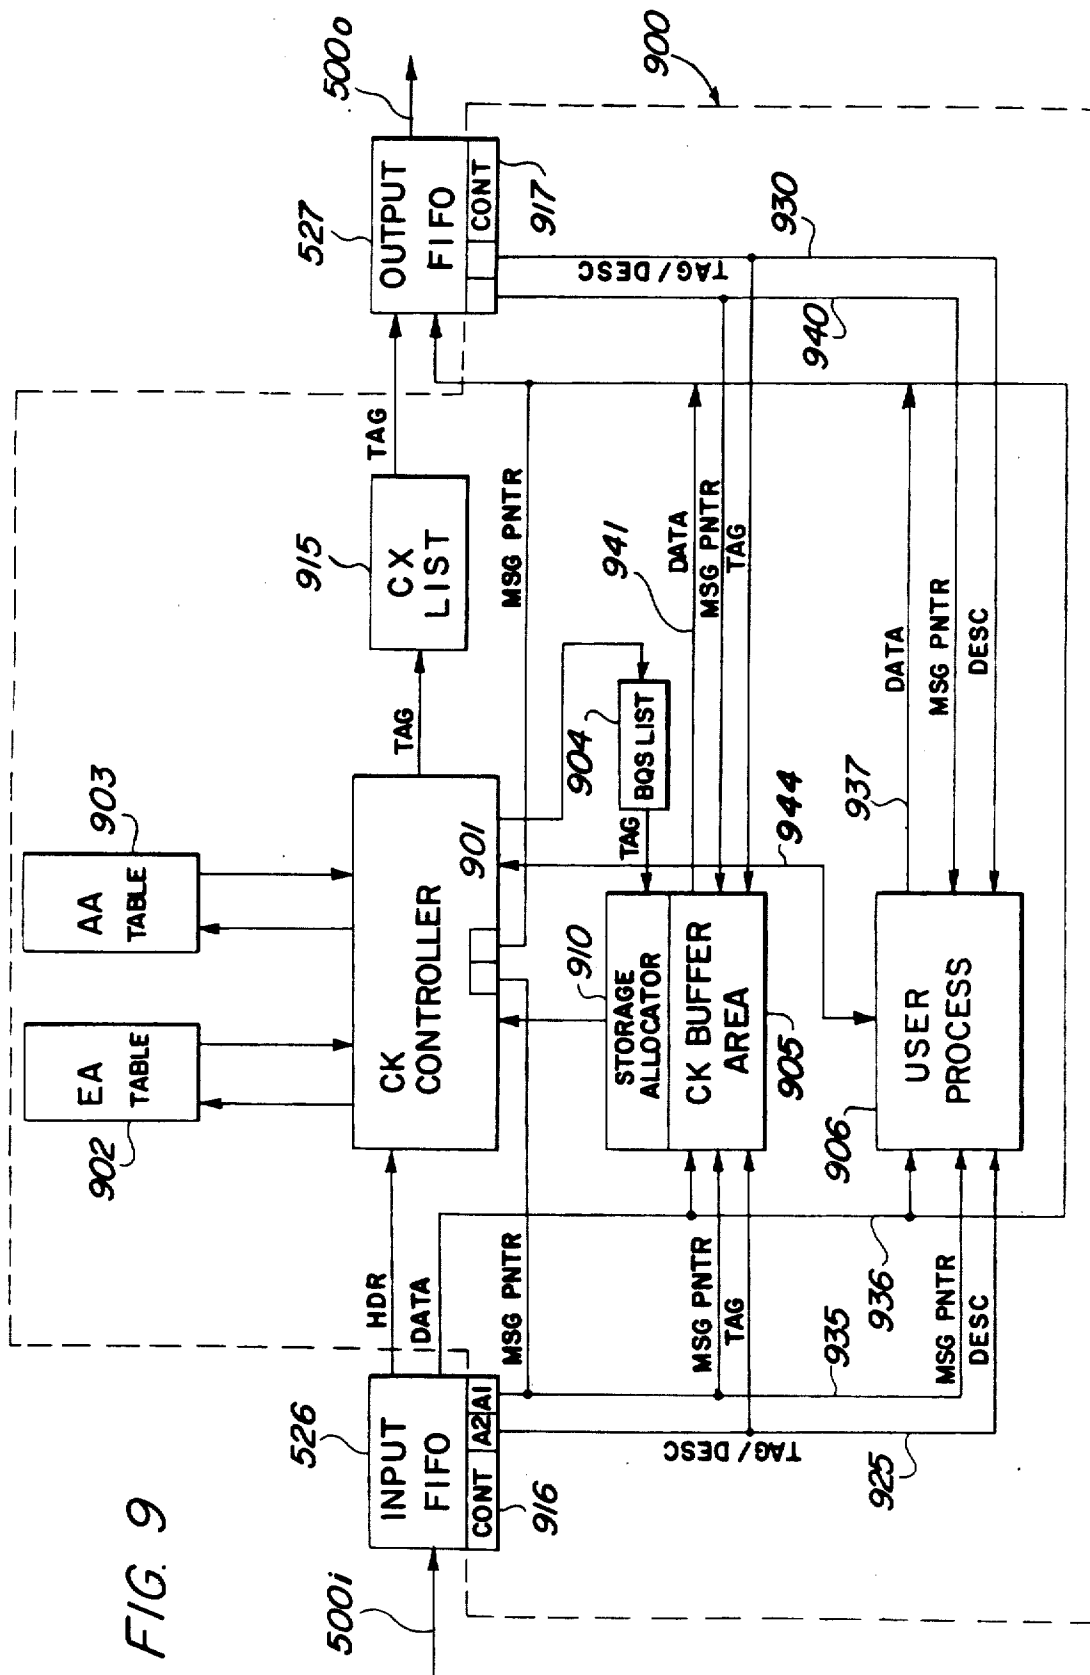 FIG. 9
500i
INPUT
FIFO
526
CONT
A2
A1
916
HDR
DATA
MSG PNTR
TAG/DESC
925
935
936
EA
TABLE
902
AA
TABLE
903
CK
CONTROLLER
901
TAG
CX
LIST
915
TAG
OUTPUT
FIFO
527
CONT
917
500o
900
MSG PNTR
TAG/DESC
930
940
904
BQS LIST
TAG
STORAGE
ALLOCATOR
910
CK BUFFER
AREA
905
MSG PNTR
TAG
941
DATA
MSG PNTR
TAG
944
USER
PROCESS
906
MSG PNTR
DESC
937
DATA
MSG PNTR
DESC